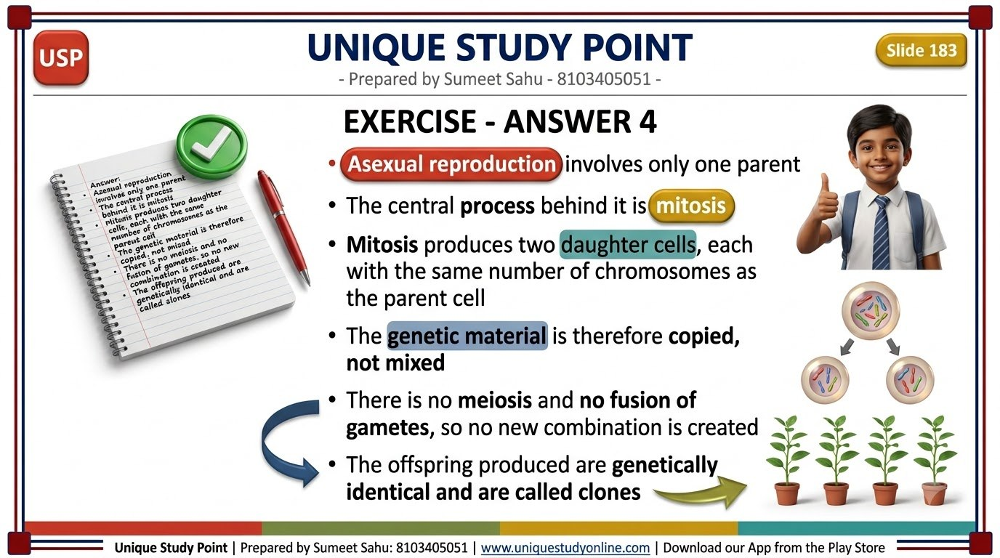 USP
UNIQUE STUDY POINT
- Prepared by Sumeet Sahu - 8103405051 -
Slide 183
EXERCISE - ANSWER 4
• Asexual reproduction involves only one parent
• The central process behind it is mitosis
• Mitosis produces two daughter cells, each
with the same number of chromosomes as
the parent cell
• The genetic material is therefore copied,
not mixed
• There is no meiosis and no fusion of
gametes, so no new combination is created
• The offspring produced are genetically
identical and are called clones
Answer:
• reproduction
involves only one parent
• The central process
behind it is mitosis
• produces two daughter
cells, each with the same
number of chromosomes as the
parent
• The genetic material is therefore
copied, not mixed
• There is no meiosis and no
fusion of gametes, so no new
combination is created
• The offspring produced are
genetically identical and are
called
Unique Study Point | Prepared by Sumeet Sahu: 8103405051 | www.uniquestudyonline.com | Download our App from the Play Store